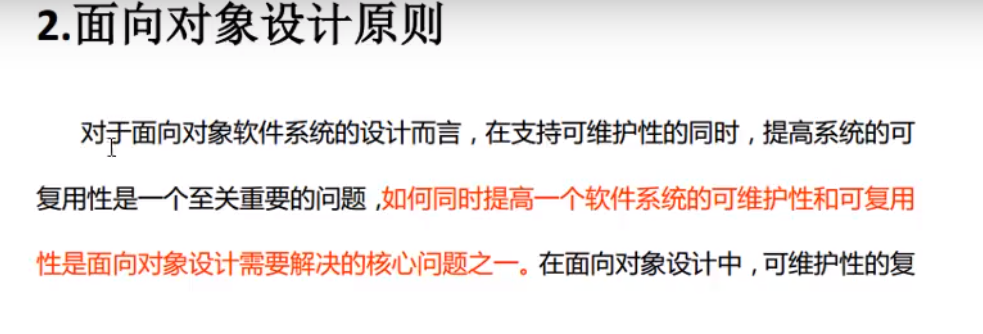 2.面向对象设计原则
对于面向对象软件系统的设计而言，在支持可维护性的同时，提高系统的可
复用性是一个至关重要的问题，如何同时提高一个软件系统的可维护性和可复用
性是面向对象设计需要解决的核心问题之一。在面向对象设计中，可维护性的复